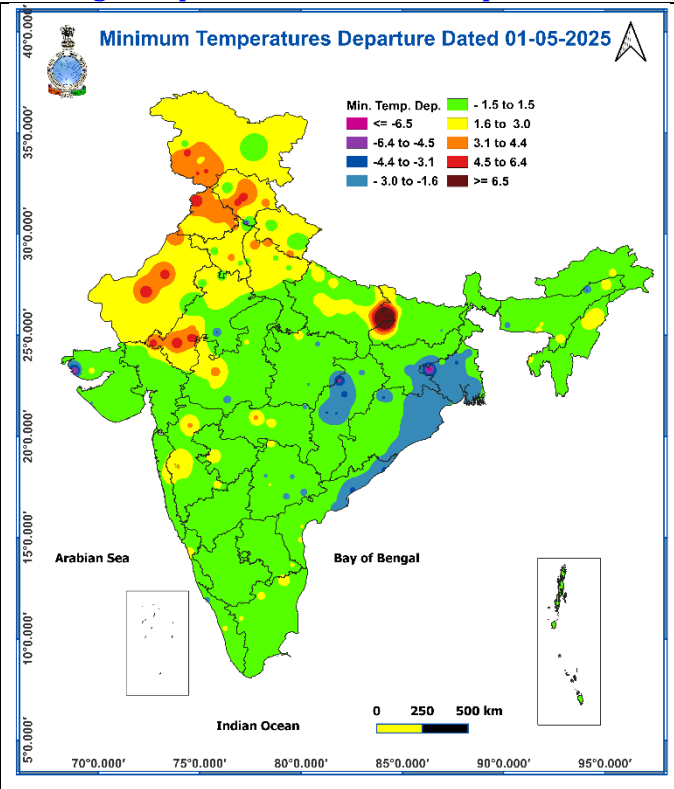 Minimum Temperatures Departure Dated 01-05-2025
Min. Temp. Dep.
<= -6.5
-6.4 to -4.5
-4.4 to -3.1
- 3.0 to -1.6
- 1.5 to 1.5
1.6 to 3.0
3.1 to 4.4
4.5 to 6.4
>= 6.5
40°0.000'
35°0.000'
30°0.000'
25°0.000'
20°0.000'
15°0.000'
10°0.000'
5°0.000'
Arabian Sea
Bay of Bengal
Indian Ocean
0 250 500 km
70°0.000' 75°0.000' 80°0.000' 85°0.000' 90°0.000' 95°0.000'